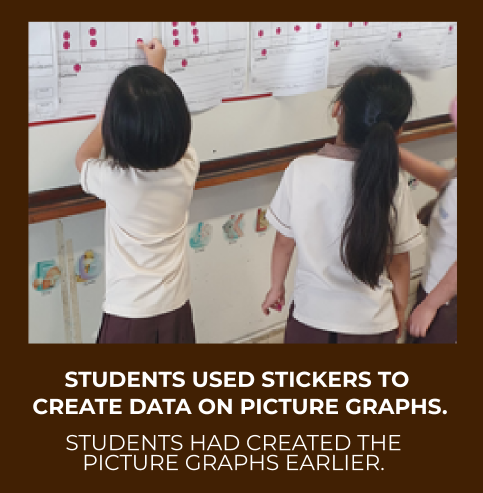 STUDENTS USED STICKERS TO
CREATE DATA ON PICTURE GRAPHS.
STUDENTS HAD CREATED THE
PICTURE GRAPHS EARLIER.